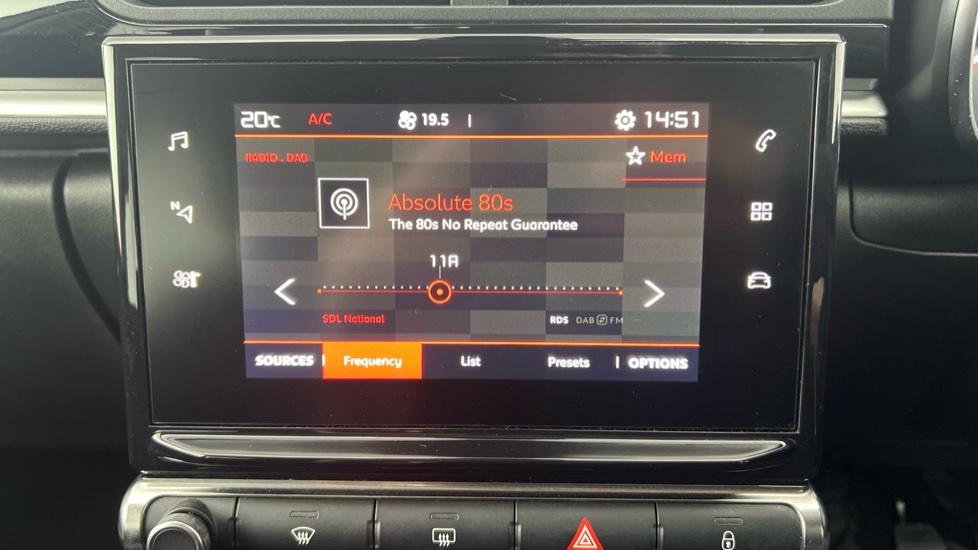 20°C A/C 19.5 14:51
RADIO . DAB Mem
Absolute 80s
The 80s No Repeat Guarantee
11A
SDL National RDS DAB FM
SOURCES Frequency List Presets OPTIONS
N